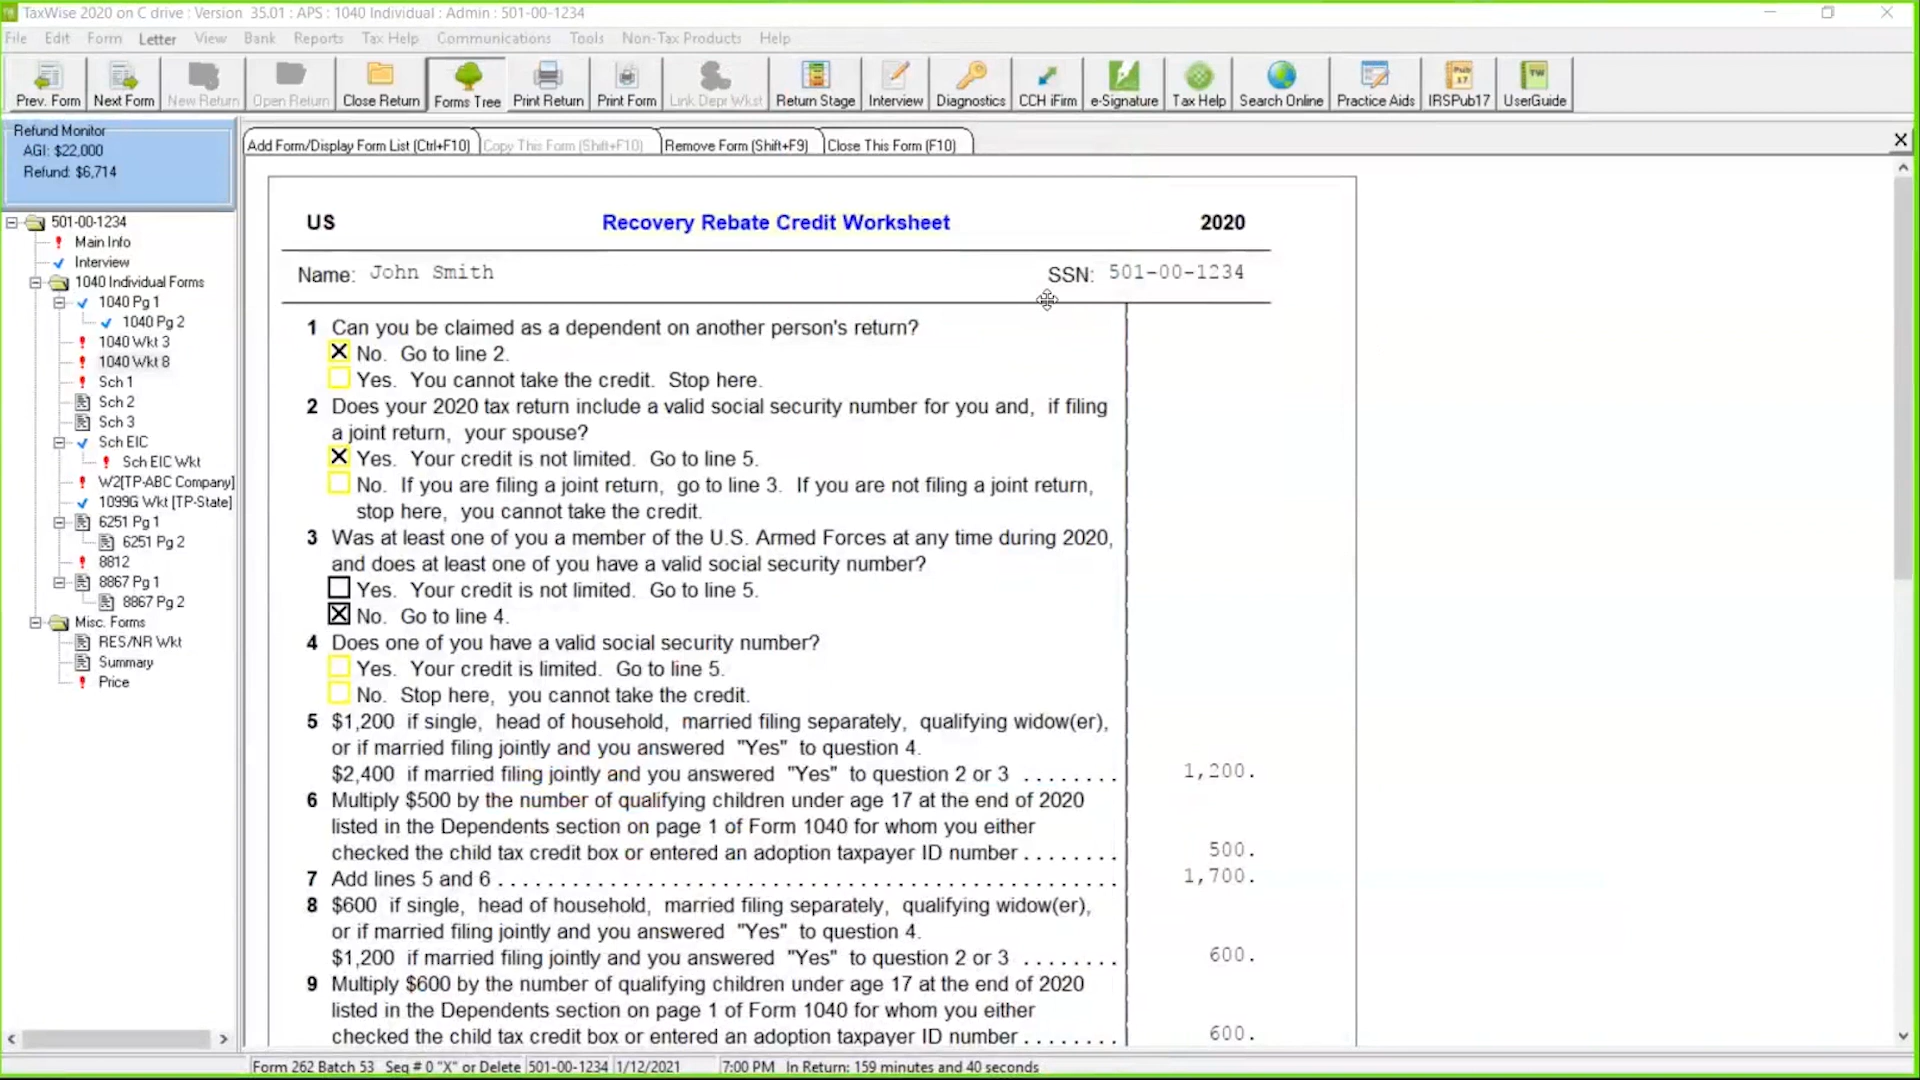 TaxWise 2020 on C drive : Version 35.01 : APS : 1040 Individual : Admin : 501-00-1234
File Edit Form Letter View Bank Reports Tax Help Communications Tools Non-Tax Products Help
Prev. Form Next Form New Return Open Return Close Return Forms Tree Print Return Print Form Link Dept Wkst Return Stage Interview Diagnostics CCH iFirm e-Signature Tax Help Search Online Practice Aids IRSPub17 UserGuide
Refund Monitor
AGI: $22,000
Refund: $6,714
Add Form/Display Form List (Ctrl+F10) Copy This Form (Shift+F10) Remove Form (Shift+F9) Close This Form (F10)
501-00-1234
Main Info
Interview
1040 Individual Forms
1040 Pg 1
1040 Pg 2
1040 Wkt 3
1040 Wkt 8
Sch 1
Sch 2
Sch 3
Sch EIC
Sch EIC Wkt
W2[TP-ABC Company]
1099G Wkt [TP-State]
6251 Pg 1
6251 Pg 2
8812
8867 Pg 1
8867 Pg 2
Misc. Forms
RES/NR Wkt
Summary
Price
US Recovery Rebate Credit Worksheet 2020
Name: John Smith SSN: 501-00-1234
1 Can you be claimed as a dependent on another person's return?
X No. Go to line 2.
Yes. You cannot take the credit. Stop here.
2 Does your 2020 tax return include a valid social security number for you and, if filing
a joint return, your spouse?
X Yes. Your credit is not limited. Go to line 5.
No. If you are filing a joint return, go to line 3. If you are not filing a joint return,
stop here, you cannot take the credit.
3 Was at least one of you a member of the U.S. Armed Forces at any time during 2020,
and does at least one of you have a valid social security number?
Yes. Your credit is not limited. Go to line 5.
X No. Go to line 4.
4 Does one of you have a valid social security number?
Yes. Your credit is limited. Go to line 5.
No. Stop here, you cannot take the credit.
5 $1,200 if single, head of household, married filing separately, qualifying widow(er),
or if married filing jointly and you answered "Yes" to question 4.
$2,400 if married filing jointly and you answered "Yes" to question 2 or 3 ........ 1,200.
6 Multiply $500 by the number of qualifying children under age 17 at the end of 2020
listed in the Dependents section on page 1 of Form 1040 for whom you either
checked the child tax credit box or entered an adoption taxpayer ID number ........ 500.
7 Add lines 5 and 6 ........ 1,700.
8 $600 if single, head of household, married filing separately, qualifying widow(er),
or if married filing jointly and you answered "Yes" to question 4.
$1,200 if married filing jointly and you answered "Yes" to question 2 or 3 ........ 600.
9 Multiply $600 by the number of qualifying children under age 17 at the end of 2020
listed in the Dependents section on page 1 of Form 1040 for whom you either
checked the child tax credit box or entered an adoption taxpayer ID number ........ 600.
Form 262 Batch 53 Seq # 0 "X" or Delete 501-00-1234 1/12/2021 7:00 PM In Return: 159 minutes and 40 seconds